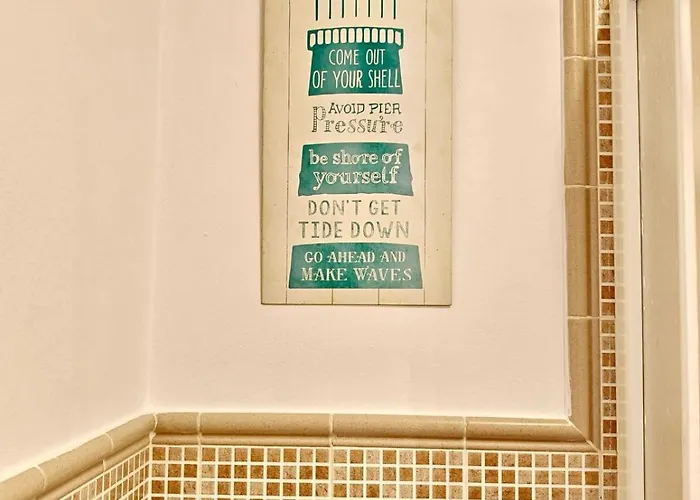 COME OUT
OF YOUR SHELL
AVOID PIER
Pressure
be shore of
yourself
DON'T GET
TIDE DOWN
GO AHEAD AND
MAKE WAVES